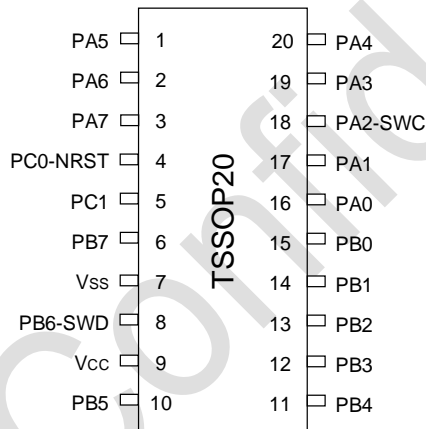 PA5 1 20 PA4
PA6 2 19 PA3
PA7 3 18 PA2-SWC
PC0-NRST 4 17 PA1
PC1 5 16 PA0
PB7 6 15 PB0
Vss 7 14 PB1
PB6-SWD 8 13 PB2
Vcc 9 12 PB3
PB5 10 11 PB4
TSSOP20
Confid